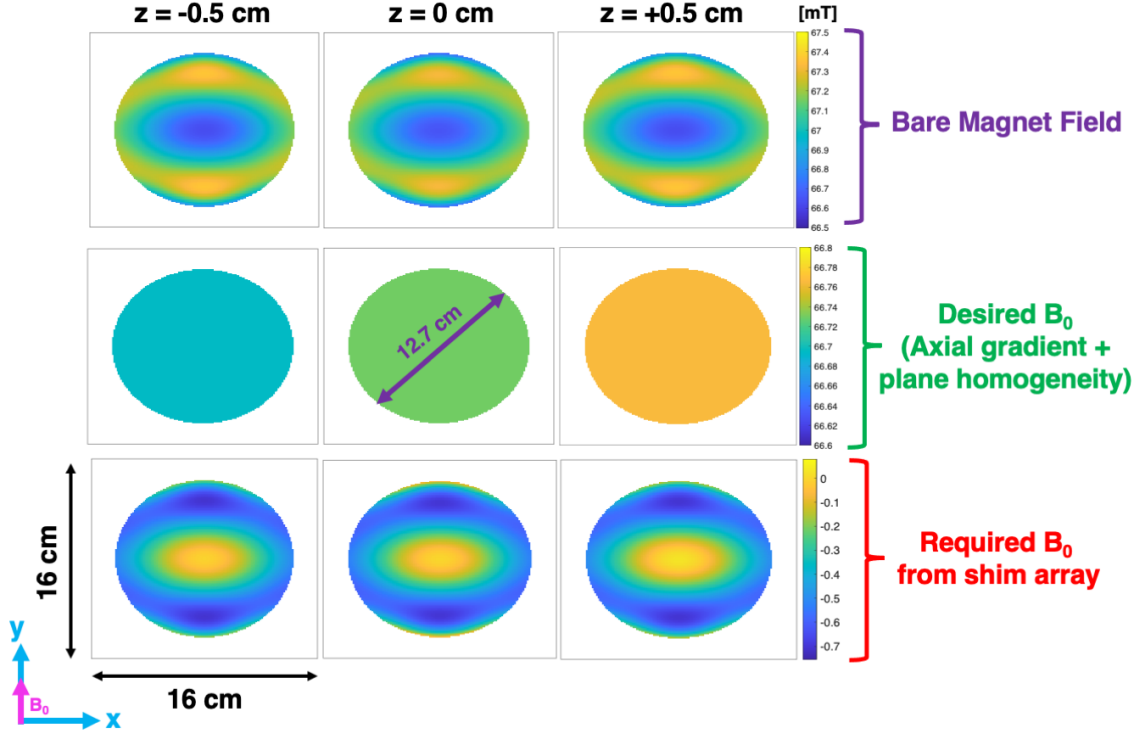 z = -0.5 cm
z = 0 cm
z = +0.5 cm
[mT]
67.5
67.4
67.3
67.2
67.1
67
66.9
66.8
66.7
66.6
66.5
Bare Magnet Field
12.7 cm
66.8
66.78
66.76
66.74
66.72
66.7
66.68
66.66
66.64
66.62
66.6
Desired B₀
(Axial gradient +
plane homogeneity)
0
-0.1
-0.2
-0.3
-0.4
-0.5
-0.6
-0.7
Required B₀
from shim array
16 cm
16 cm
y
B₀
x